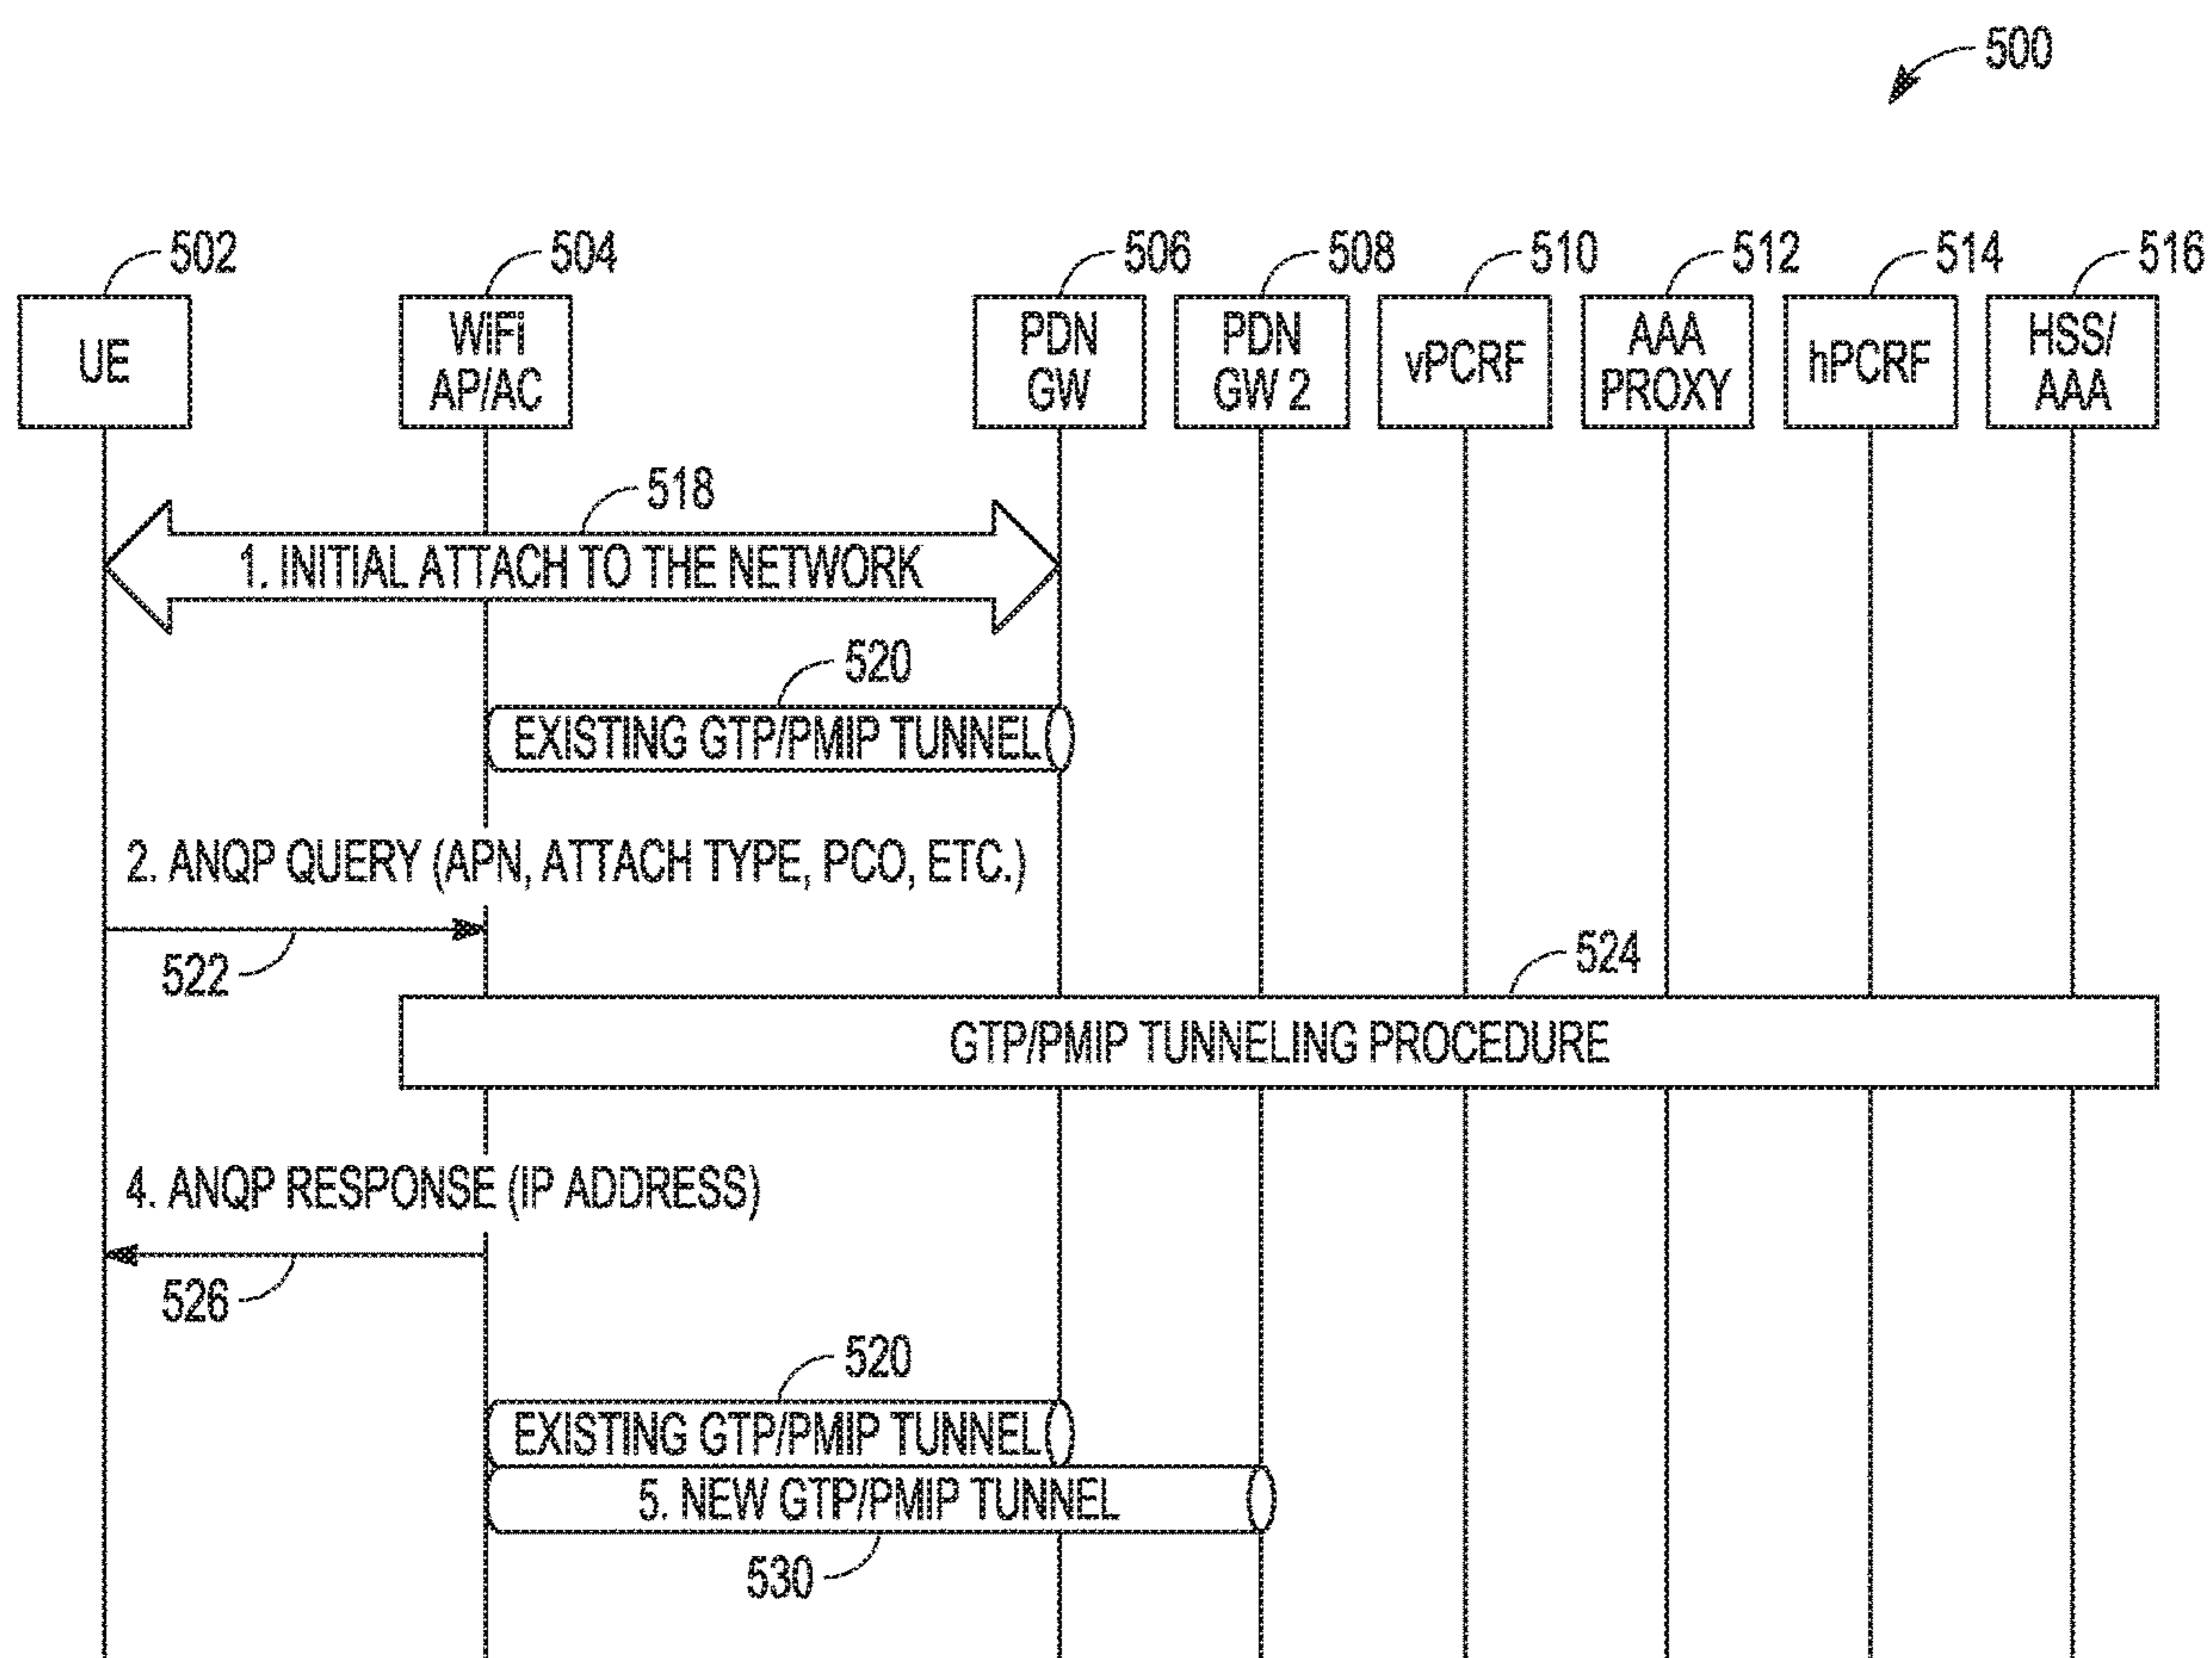 500
502
504
506
508
510
512
514
516
UE
WiFi
AP/AC
PDN
GW
PDN
GW 2
vPCRF
AAA
PROXY
hPCRF
HSS/
AAA
518
1. INITIAL ATTACH TO THE NETWORK
520
EXISTING GTP/PMIP TUNNEL
2. ANQP QUERY (APN, ATTACH TYPE, PCO, ETC.)
522
524
GTP/PMIP TUNNELING PROCEDURE
4. ANQP RESPONSE (IP ADDRESS)
526
520
EXISTING GTP/PMIP TUNNEL
5. NEW GTP/PMIP TUNNEL
530